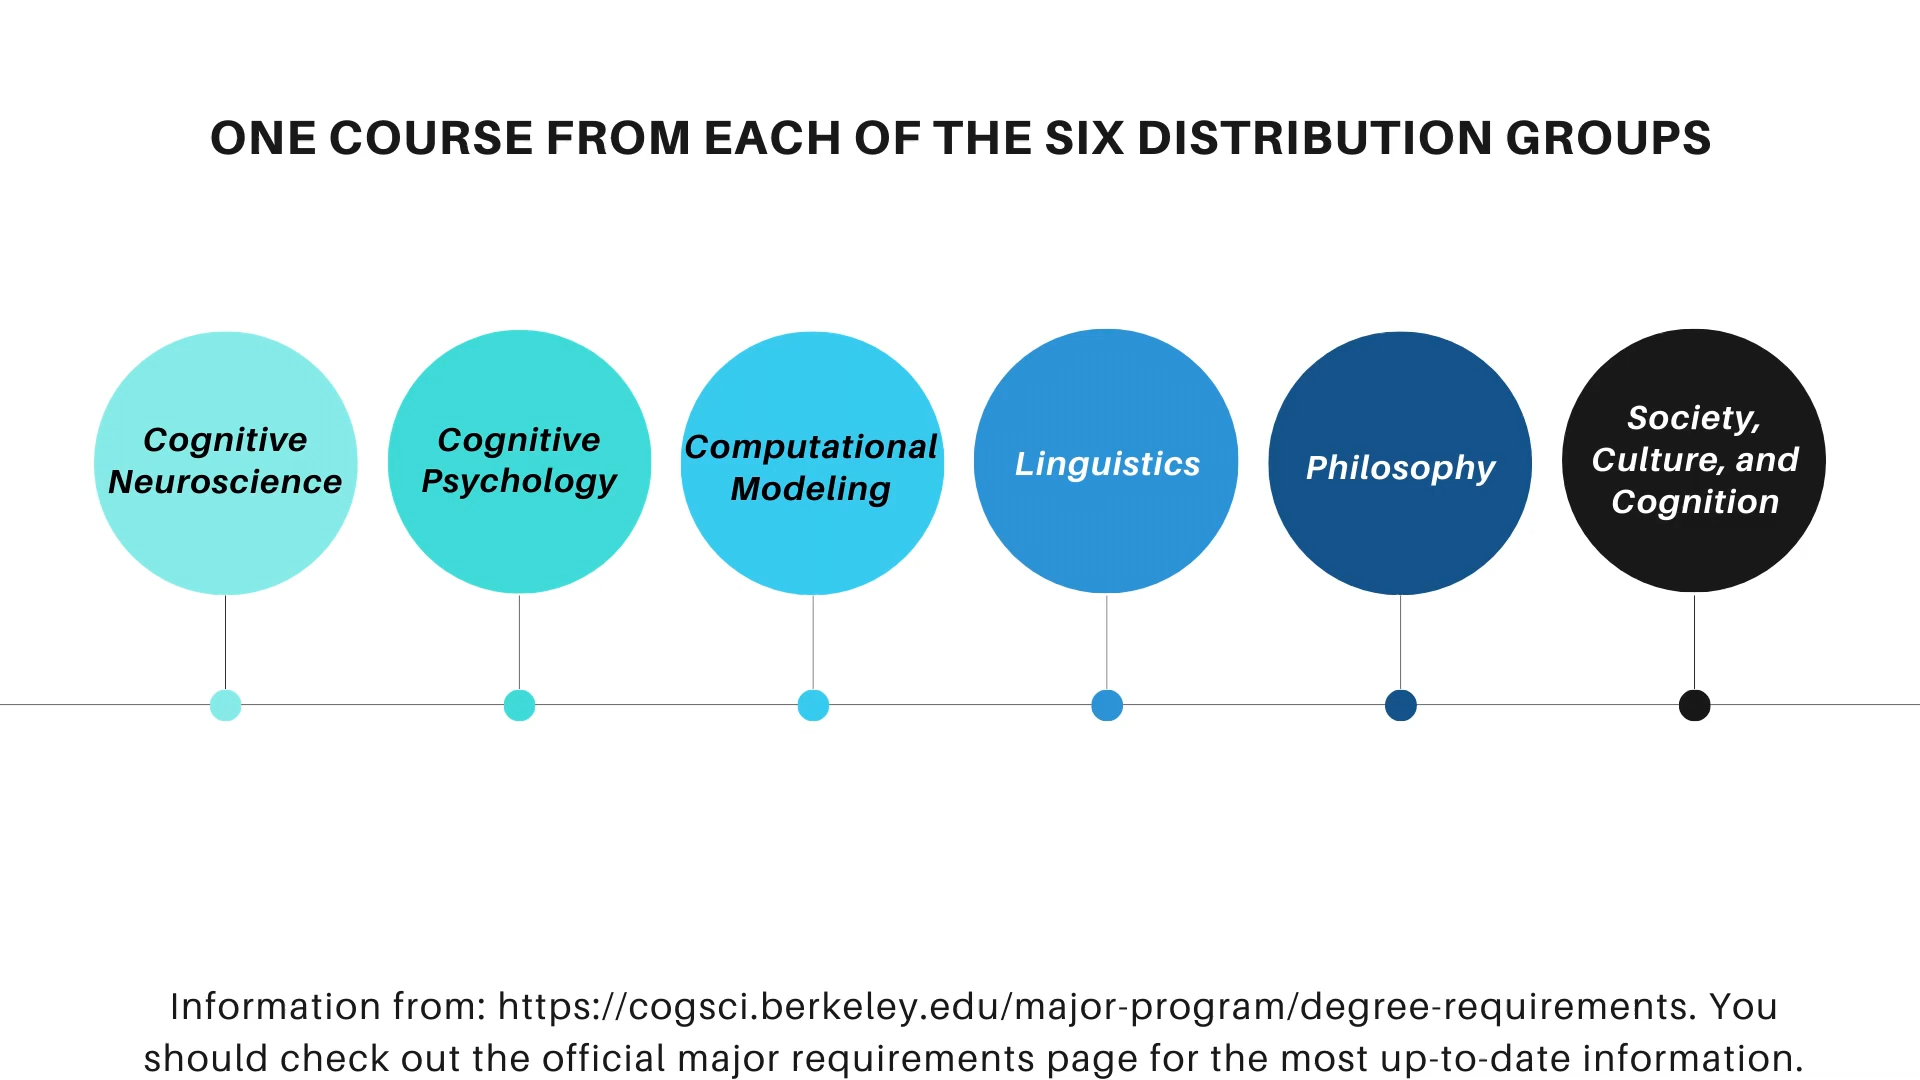 ONE COURSE FROM EACH OF THE SIX DISTRIBUTION GROUPS
Cognitive
Neuroscience
Cognitive
Psychology
Computational
Modeling
Linguistics
Philosophy
Society,
Culture, and
Cognition
Information from: https://cogsci.berkeley.edu/major-program/degree-requirements. You
should check out the official major requirements page for the most up-to-date information.